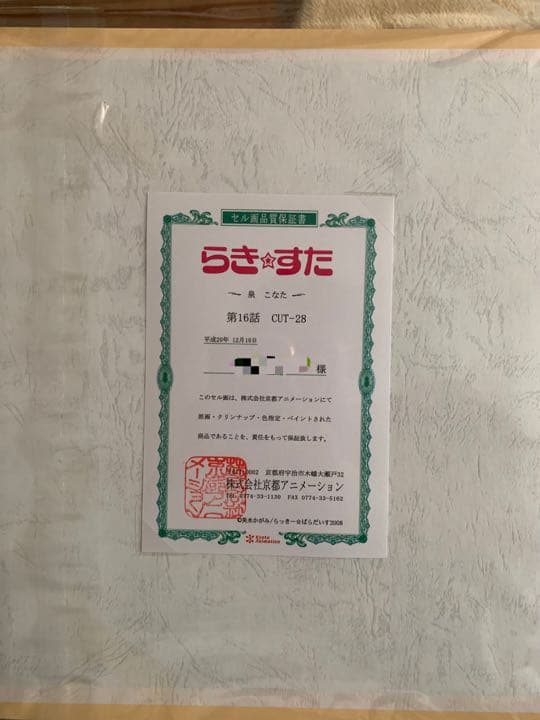 セル画品質保証書
らき☆すた
泉 こなた
第16話 CUT-28
平成20年 12月16日
様
このセル画は、株式会社京都アニメーションにて
原画・クリンナップ・色指定・ペイントされた
商品であることを、責任をもって保証致します。
京都府宇治市木幡大瀬戸32
株式会社京都アニメーション
TEL 0774-33-1130 FAX 0774-33-5162
©美水かがみ/らっきー☆ぱらだいす2008
Kyoto
Animation